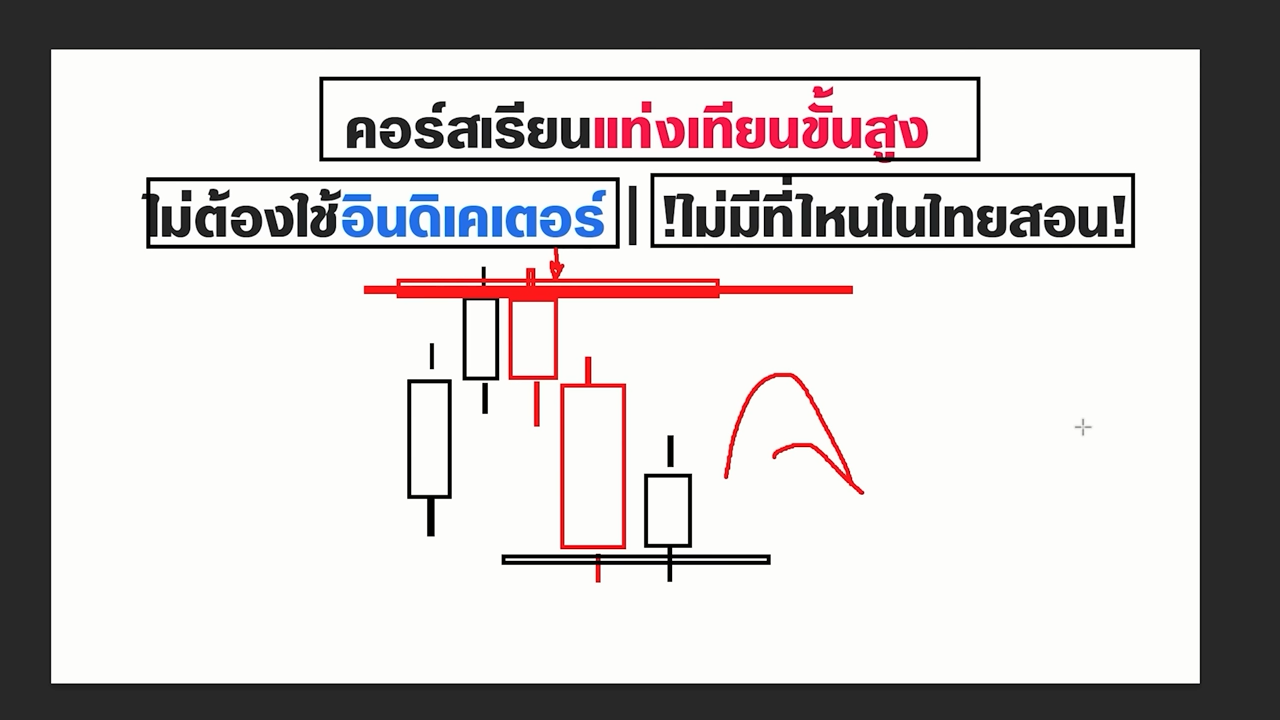 คอร์สเรียนแท่งเทียนขั้นสูง
ไม่ต้องใช้อินดิเคเตอร์ | !ไม่มีที่ไหนในไทยสอน!